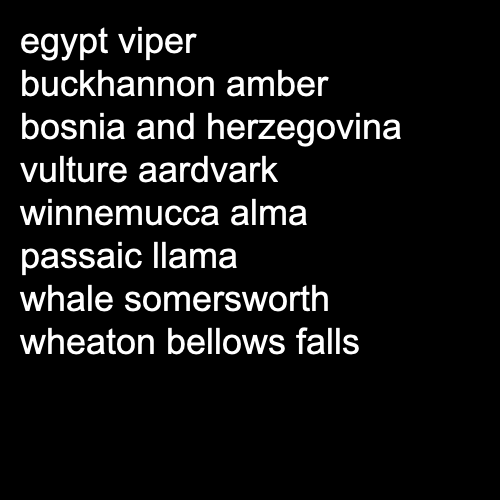 egypt viper
buckhannon amber
bosnia and herzegovina
vulture aardvark
winnemucca alma
passaic llama
whale somersworth
wheaton bellows falls